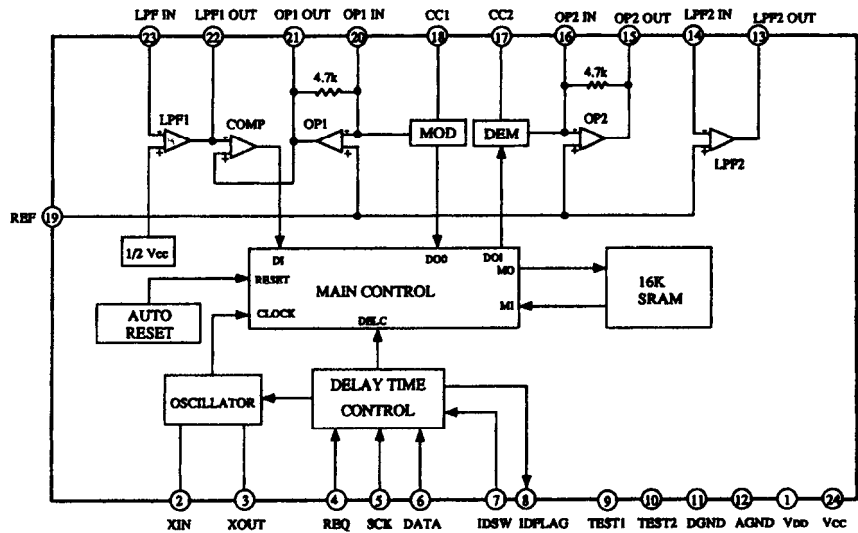 LPF IN LPF1 OUT OP1 OUT OP1 IN CC1 CC2 OP2 IN OP2 OUT LPF2 IN LPF2 OUT
23 22 21 20 18 17 16 15 14 13
4.7k 4.7k
LPF1 COMP OP1 MOD DEM OP2 LPF2
REF 19
1/2 Vcc
DI DO0 DO1
MO
RESET
MAIN CONTROL
16K
SRAM
AUTO
RESET
CLOCK
MI
DELC
OSCILLATOR
DELAY TIME
CONTROL
2 3 4 5 6 7 8 9 10 11 12 1 24
XIN XOUT REQ SCK DATA IDSW IDFLAG TEST1 TEST2 DGND AGND VDD VCC